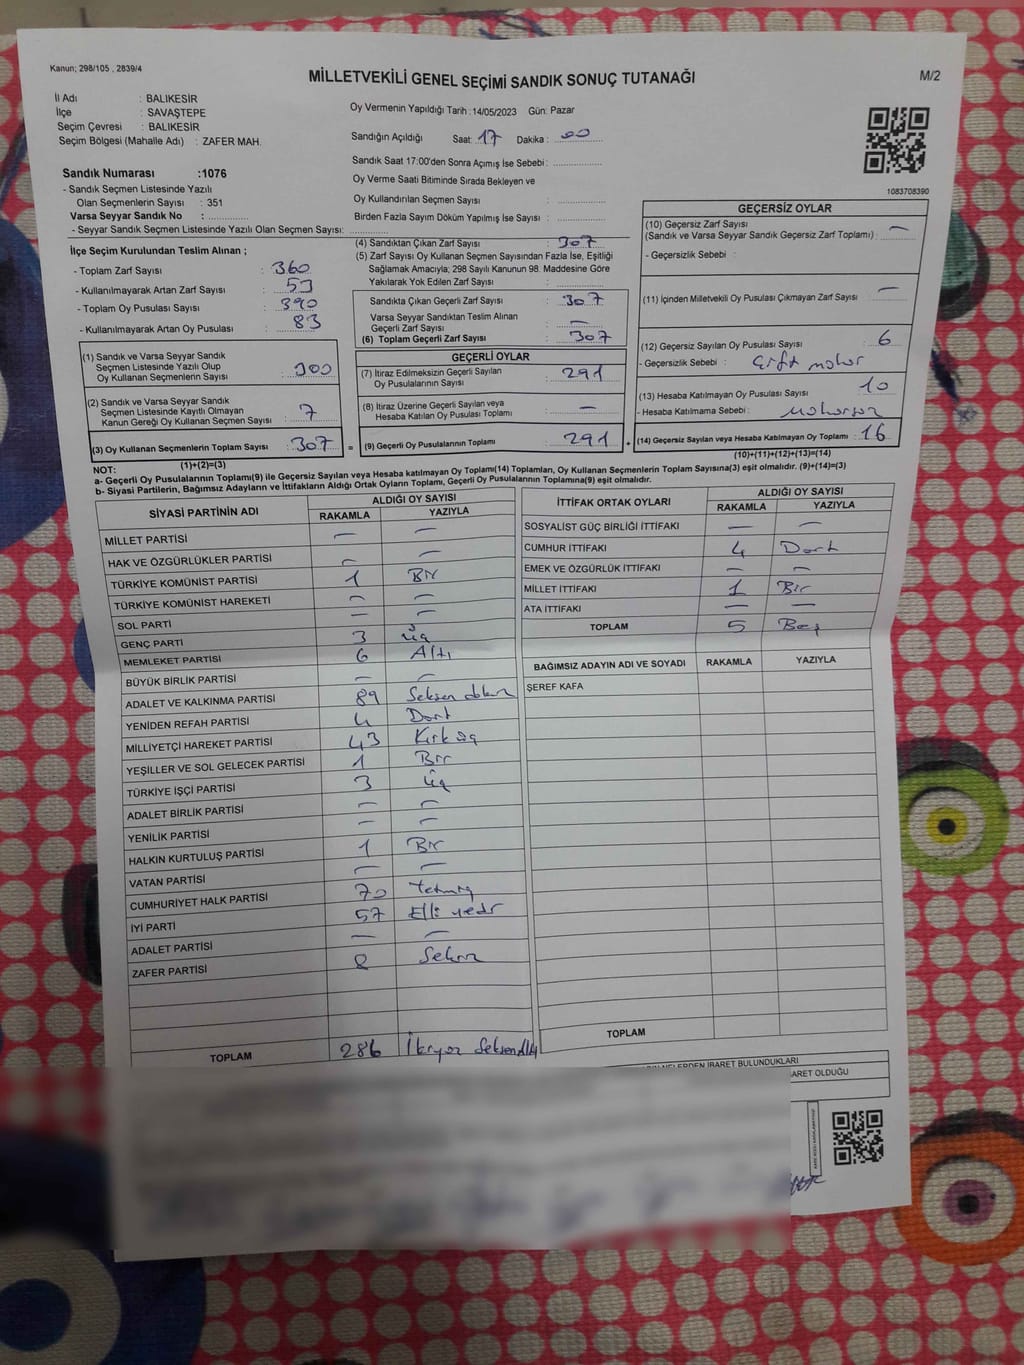 Kanun; 298/105 , 2839/4
MİLLETVEKİLİ GENEL SEÇİMİ SANDIK SONUÇ TUTANAĞI
M/2
İl Adı : BALIKESİR
İlçe : SAVAŞTEPE
Seçim Çevresi : BALIKESİR
Seçim Bölgesi (Mahalle Adı) : ZAFER MAH.
Oy Vermenin Yapıldığı Tarih : 14/05/2023 Gün: Pazar
Sandığın Açıldığı Saat: 17 Dakika : 00
Sandık Saat 17:00'den Sonra Açımış İse Sebebi :
Oy Verme Saati Bitiminde Sırada Bekleyen ve
Oy Kullandırılan Seçmen Sayısı :
Birden Fazla Sayım Döküm Yapılmış İse Sayısı :
1083708390
Sandık Numarası :1076
- Sandık Seçmen Listesinde Yazılı
Olan Seçmenlerin Sayısı : 351
Varsa Seyyar Sandık No :
- Seyyar Sandık Seçmen Listesinde Yazılı Olan Seçmen Sayısı:
İlçe Seçim Kurulundan Teslim Alınan ;
- Toplam Zarf Sayısı : 360
- Kullanılmayarak Artan Zarf Sayısı : 53
- Toplam Oy Pusulası : 390
- Kullanılmayarak Artan Oy Pusulası : 83
(1) Sandık ve Varsa Seyyar Sandık
Seçmen Listesinde Yazılı Olup
Oy Kullanan Seçmenlerin Sayısı : 300
(2) Sandık ve Varsa Seyyar Sandık
Seçmen Listesinde Kayıtlı Olmayan
Kanun Gereği Oy Kullanan Seçmen Sayısı : 7
(3) Oy Kullanan Seçmenlerin Toplam Sayısı : 307
(1)+(2)=(3)
(4) Sandıktan Çıkan Zarf Sayısı : 307
(5) Zarf Sayısı Oy Kullanan Seçmen Sayısından Fazla İse, Eşitliği
Sağlamak Amacıyla; 298 Sayılı Kanunun 98. Maddesine Göre
Yakılarak Yok Edilen Zarf Sayısı :
Sandıkta Çıkan Geçerli Zarf Sayısı : 307
Varsa Seyyar Sandıktan Teslim Alınan
Geçerli Zarf Sayısı : —
(6) Toplam Geçerli Zarf Sayısı : 307
GEÇERLİ OYLAR
(7) İtiraz Edilmeksizin Geçerli Sayılan
Oy Pusulalarının Sayısı : 291
(8) İtiraz Üzerine Geçerli Sayılan veya
Hesaba Katılan Oy Pusulası Toplamı : —
= (9) Geçerli Oy Pusulalarının Toplamı : 291
GEÇERSİZ OYLAR
(10) Geçersiz Zarf Sayısı
(Sandık ve Varsa Seyyar Sandık Geçersiz Zarf Toplamı) : —
- Geçersizlik Sebebi :
(11) İçinden Milletvekili Oy Pusulası Çıkmayan Zarf Sayısı : —
(12) Geçersiz Sayılan Oy Pusulası Sayısı : 6
- Geçersizlik Sebebi : Çift mohor
(13) Hesaba Katılmayan Oy Pusulası Sayısı : 10
- Hesaba Katılmama Sebebi : Mohorsor
+ (14) Geçersiz Sayılan veya Hesaba Katılmayan Oy Toplamı : 16
(10)+(11)+(12)+(13)=(14)
NOT:
a- Geçerli Oy Pusulalarının Toplamı(9) ile Geçersiz Sayılan veya Hesaba katılmayan Oy Toplamı(14) Toplamları, Oy Kullanan Seçmenlerin Toplam Sayısına(3) eşit olmalıdır. (9)+(14)=(3)
b- Siyasi Partilerin, Bağımsız Adayların ve İttifakların Aldığı Ortak Oyların Toplamı, Geçerli Oy Pusulalarının Toplamına(9) eşit olmalıdır.
SİYASİ PARTİNİN ADI ALDIĞI OY SAYISI
RAKAMLA YAZIYLA
MİLLET PARTİSİ — —
HAK VE ÖZGÜRLÜKLER PARTİSİ — —
TÜRKİYE KOMÜNİST PARTİSİ 1 Bir
TÜRKİYE KOMÜNİST HAREKETİ — —
SOL PARTİ — —
GENÇ PARTİ 3 üç
MEMLEKET PARTİSİ 6 Altı
BÜYÜK BİRLİK PARTİSİ — —
ADALET VE KALKINMA PARTİSİ 89 Seksen dokuz
YENİDEN REFAH PARTİSİ 4 Dort
MİLLİYETÇİ HAREKET PARTİSİ 43 Kırk üç
YEŞİLLER VE SOL GELECEK PARTİSİ 1 Bir
TÜRKİYE İŞÇİ PARTİSİ 3 üç
ADALET BİRLİK PARTİSİ — —
YENİLİK PARTİSİ — —
HALKIN KURTULUŞ PARTİSİ 1 Bir
VATAN PARTİSİ — —
CUMHURİYET HALK PARTİSİ 70 Yetmiş
İYİ PARTİ 57 Elli yedi
ADALET PARTİSİ — —
ZAFER PARTİSİ 8 Sekiz
TOPLAM 286 İkiyüz Seksen Altı
İTTİFAK ORTAK OYLARI ALDIĞI OY SAYISI
RAKAMLA YAZIYLA
SOSYALİST GÜÇ BİRLİĞİ İTTİFAKI — —
CUMHUR İTTİFAKI 4 Dort
EMEK VE ÖZGÜRLÜK İTTİFAKI — —
MİLLET İTTİFAKI 1 Bir
ATA İTTİFAKI — —
TOPLAM 5 Beş
BAĞIMSIZ ADAYIN ADI VE SOYADI RAKAMLA YAZIYLA
ŞEREF KAFA
TOPLAM
NELERDEN İBARET BULUNDUKLARI
BARET OLDUĞU